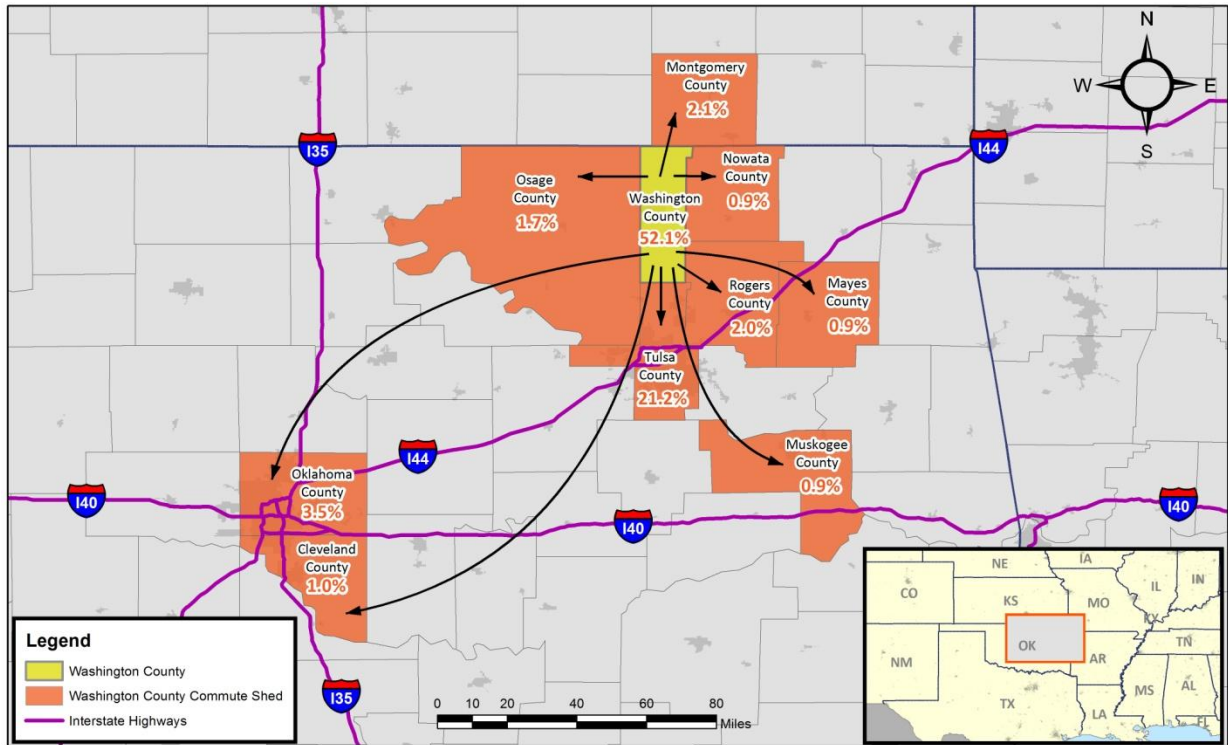 N
W
E
S
Montgomery
County
2.1%
I35
I44
Osage
County
1.7%
Washington
County
52.1%
Nowata
County
0.9%
Rogers
County
2.0%
Mayes
County
0.9%
Tulsa
County
21.2%
Muskogee
County
0.9%
I44
Oklahoma
County
3.5%
I40
I40
I40
Cleveland
County
1.0%
I35
Legend
Washington County
Washington County Commute Shed
Interstate Highways
0 10 20 40 60 80
Miles
NE
IA
IL
IN
CO
KS
MO
KY
OK
TN
NM
AR
MS
AL
TX
LA
FL